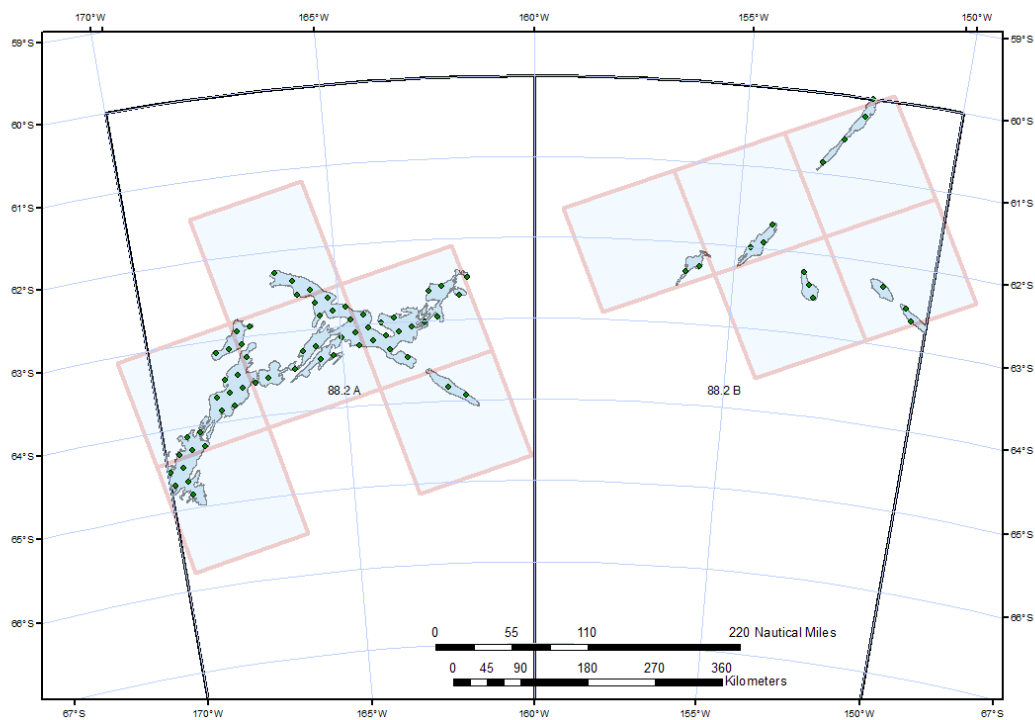 170°W 165°W 160°W 155°W 150°W
59°S 59°S
60°S 60°S
61°S 61°S
62°S 62°S
63°S 63°S
88.2 A 88.2 B
64°S 64°S
65°S 65°S
66°S 66°S
0 55 110 220 Nautical Miles
0 45 90 180 270 360
Kilometers
67°S 170°W 165°W 160°W 155°W 150°W 67°S